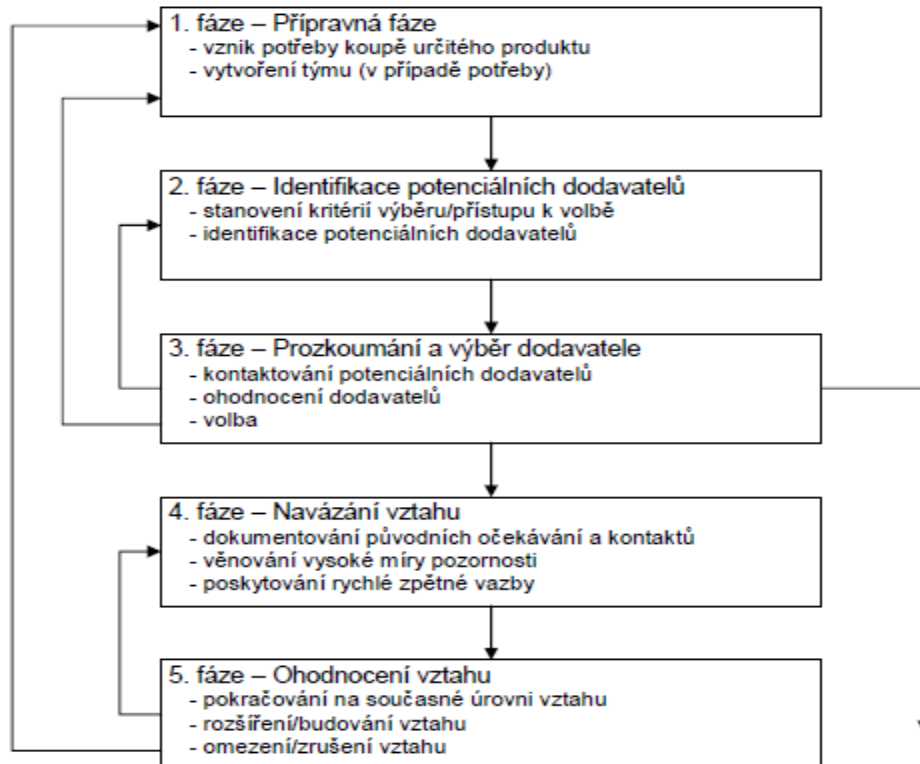 1. fáze – Přípravná fáze
- vznik potřeby koupě určitého produktu
- vytvoření týmu (v případě potřeby)
2. fáze – Identifikace potenciálních dodavatelů
- stanovení kritérií výběru/přístupu k volbě
- identifikace potenciálních dodavatelů
3. fáze – Prozkoumání a výběr dodavatele
- kontaktování potenciálních dodavatelů
- ohodnocení dodavatelů
- volba
4. fáze – Navázání vztahu
- dokumentování původních očekávání a kontaktů
- věnování vysoké míry pozornosti
- poskytování rychlé zpětné vazby
5. fáze – Ohodnocení vztahu
- pokračování na současné úrovni vztahu
- rozšíření/budování vztahu
- omezení/zrušení vztahu